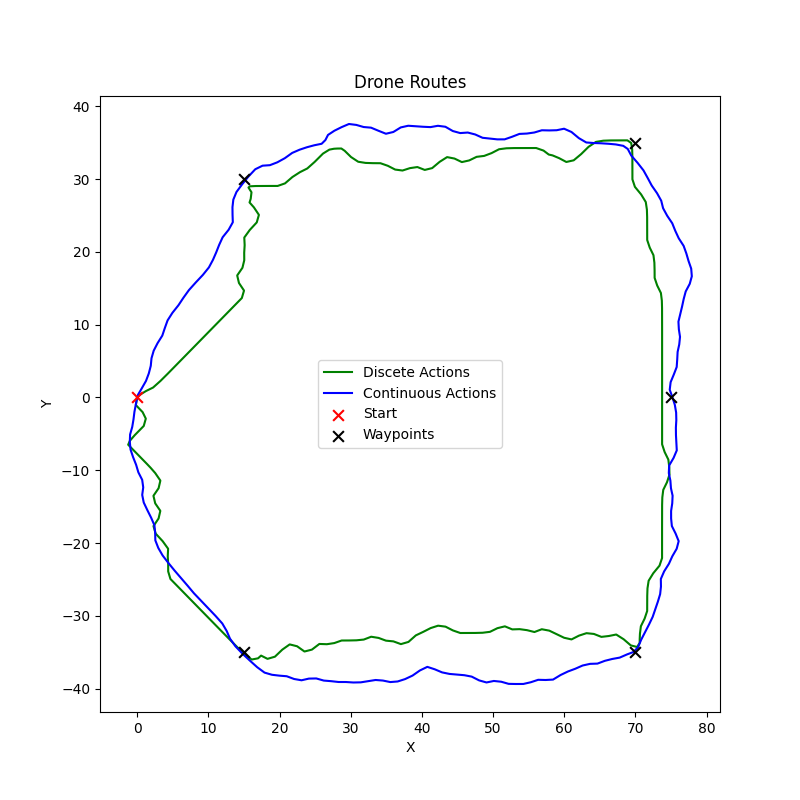 Drone Routes
40
30
20
10
0
−10
−20
−30
−40
Y
Discete Actions
Continuous Actions
Start
Waypoints
0 10 20 30 40 50 60 70 80
X